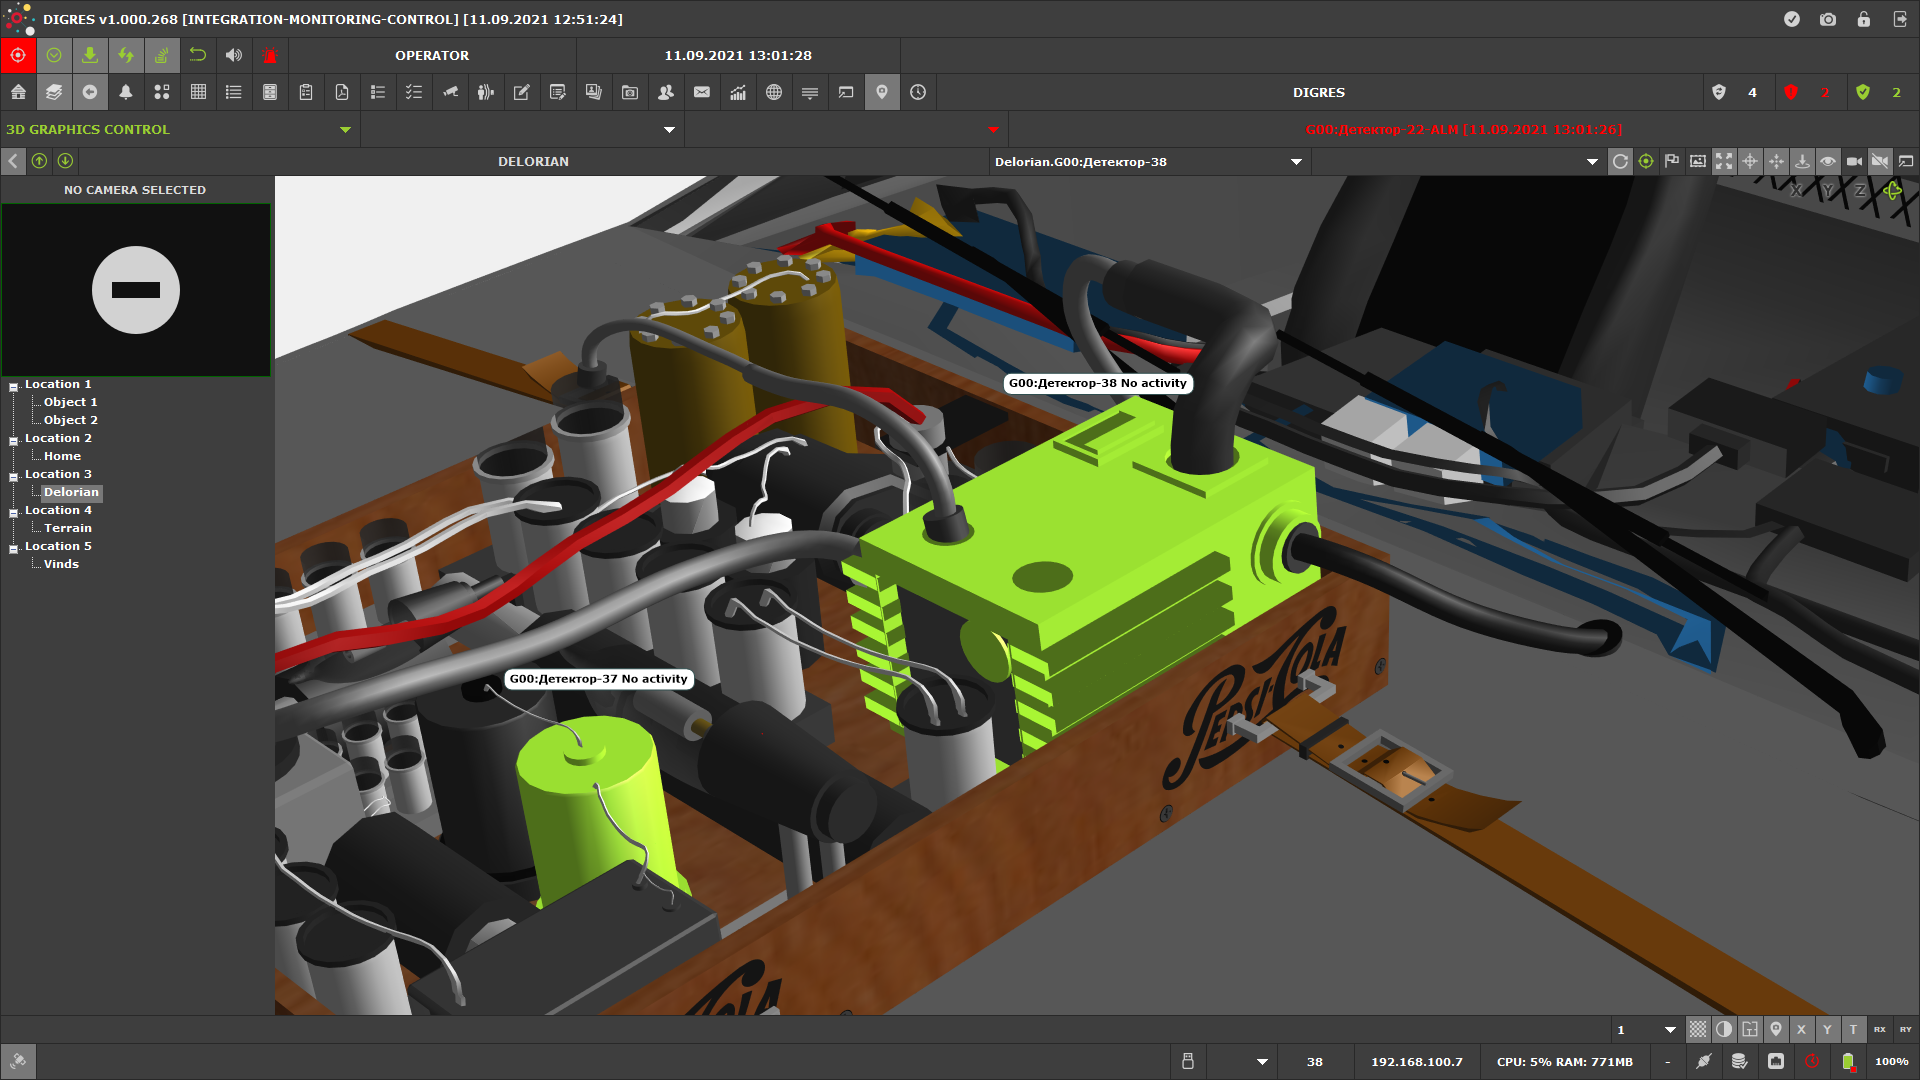 DIGRES v1.000.268 [INTEGRATION-MONITORING-CONTROL] [11.09.2021 12:51:24]
OPERATOR
11.09.2021 13:01:28
DIGRES
4
2
2
3D GRAPHICS CONTROL
G00:Детектор-22-ALM [11.09.2021 13:01:26]
DELORIAN
Delorian.G00:Детектор-38
NO CAMERA SELECTED
X Y Z
Location 1
Object 1
Object 2
Location 2
Home
Location 3
Delorian
Location 4
Terrain
Location 5
Vinds
G00:Детектор-38 No activity
G00:Детектор-37 No activity
PEPSI-COLA
OLA
1
X Y T RX RY
38
192.168.100.7
CPU: 5% RAM: 771MB
-
100%